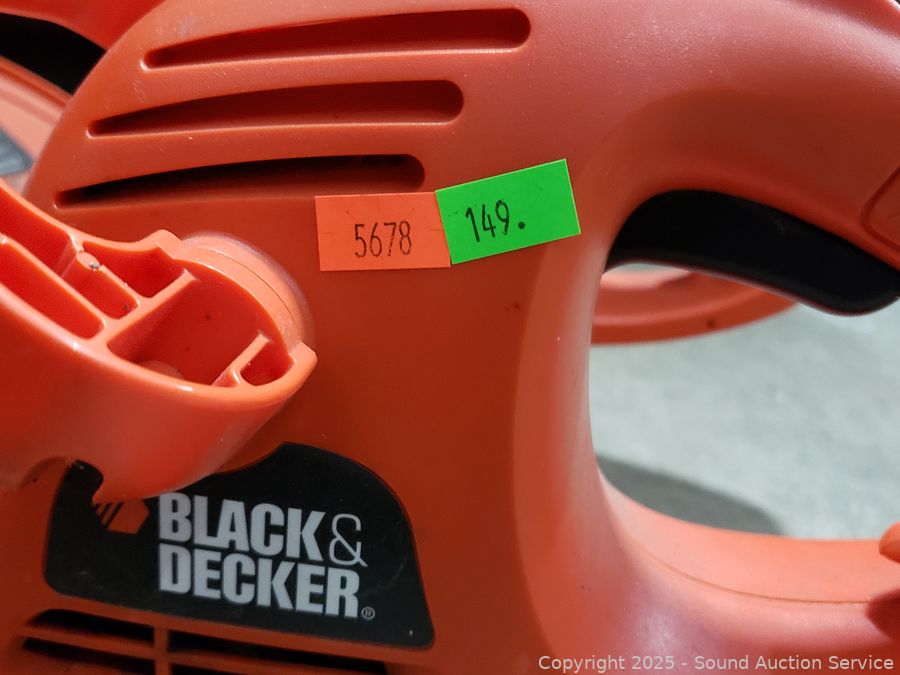 5678
149.
BLACK&
DECKER®
Copyright © 2025 - Sound Auction Service